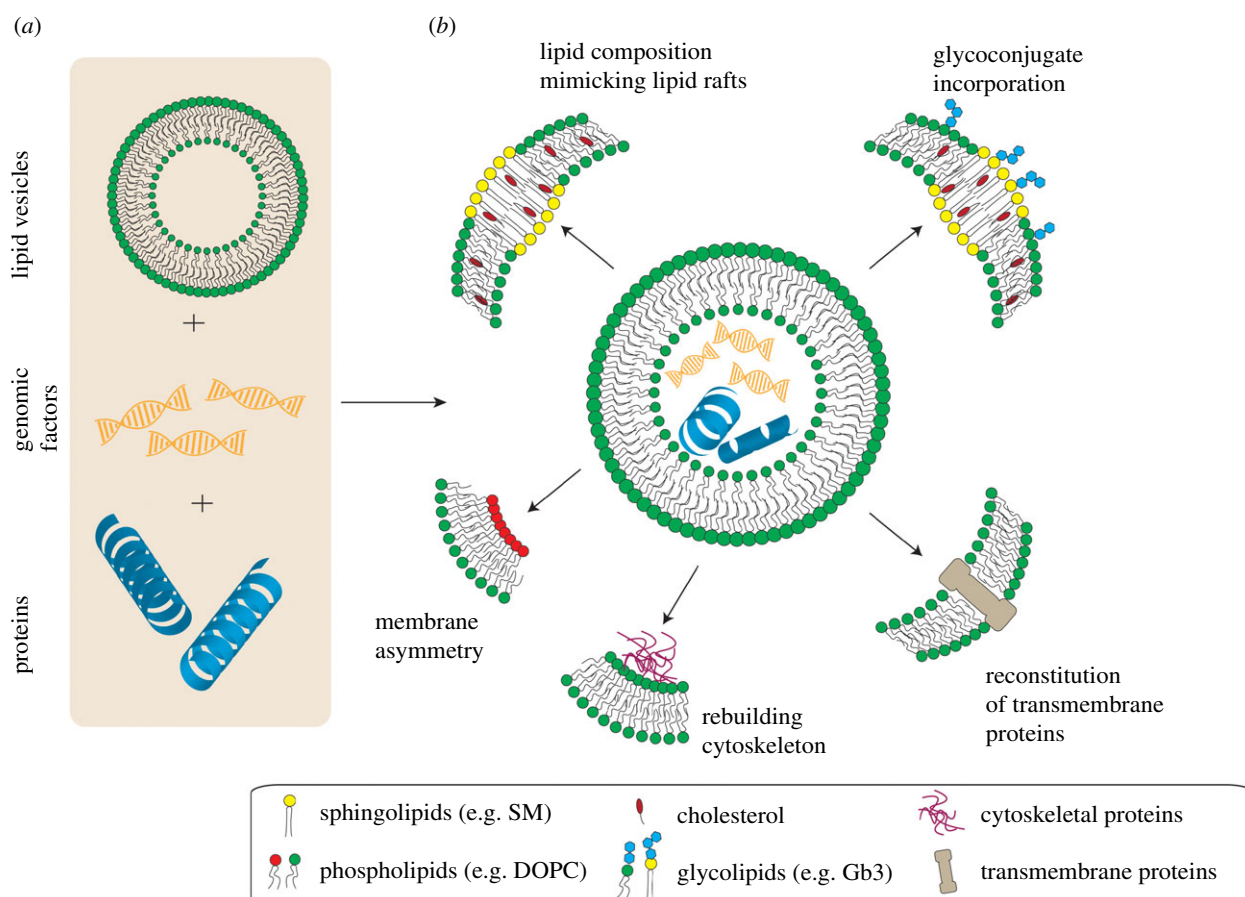 (a)
(b)
lipid vesicles
+
genomic
factors
+
proteins
lipid composition
mimicking lipid rafts
glycoconjugate
incorporation
membrane
asymmetry
rebuilding
cytoskeleton
reconstitution
of transmembrane
proteins
sphingolipids (e.g. SM)
cholesterol
cytoskeletal proteins
phospholipids (e.g. DOPC)
glycolipids (e.g. Gb3)
transmembrane proteins